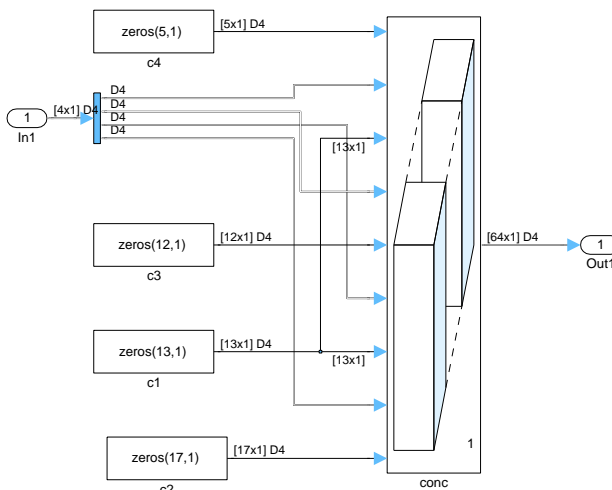 zeros(5,1)
[5x1] D4
c4
D4
D4
D4
D4
[4x1] D4
1
In1
[13x1]
zeros(12,1)
[12x1] D4
c3
[64x1] D4
1
Out1
zeros(13,1)
[13x1] D4
[13x1]
c1
zeros(17,1)
[17x1] D4
1
c2
conc